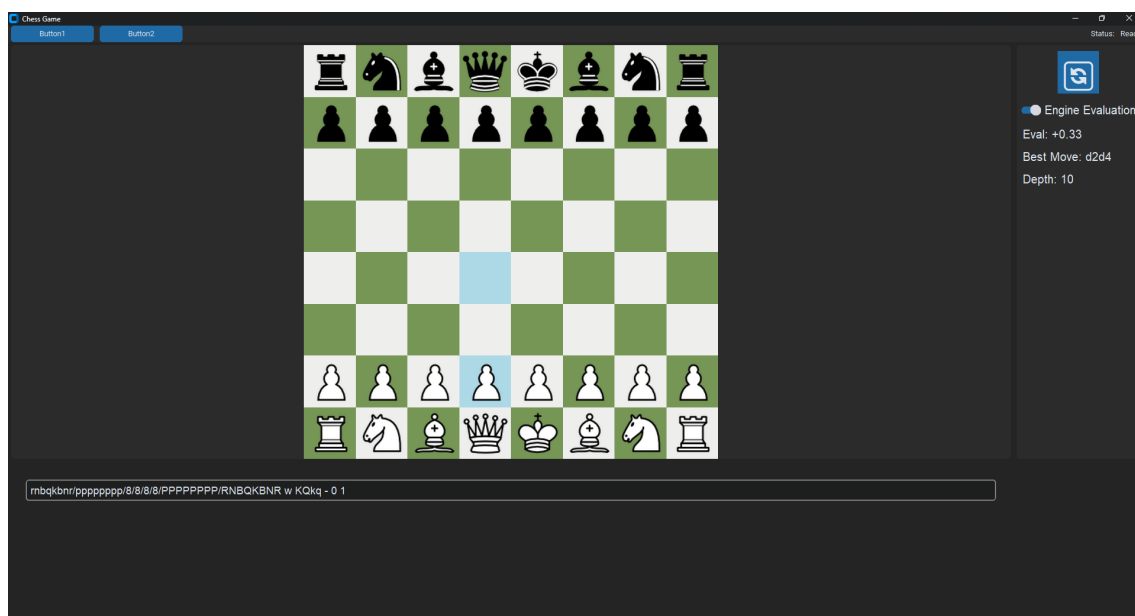 Chess Game
Button1 Button2 Status: Read
Engine Evaluation
Eval: +0.33
Best Move: d2d4
Depth: 10
rnbqkbnr/pppppppp/8/8/8/8/PPPPPPPP/RNBQKBNR w KQkq - 0 1